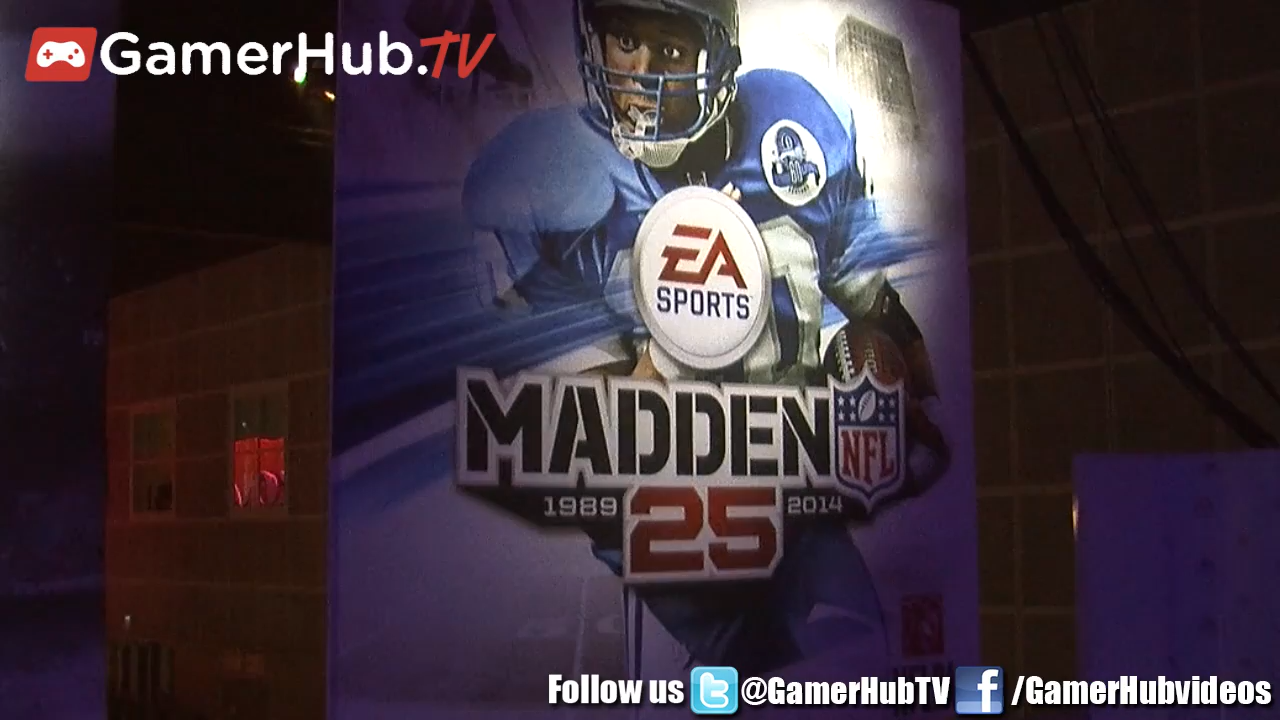 GamerHub.TV
EA
SPORTS
MADDEN
NFL
1989 25 2014
Follow us @GamerHubTV /GamerHubvideos